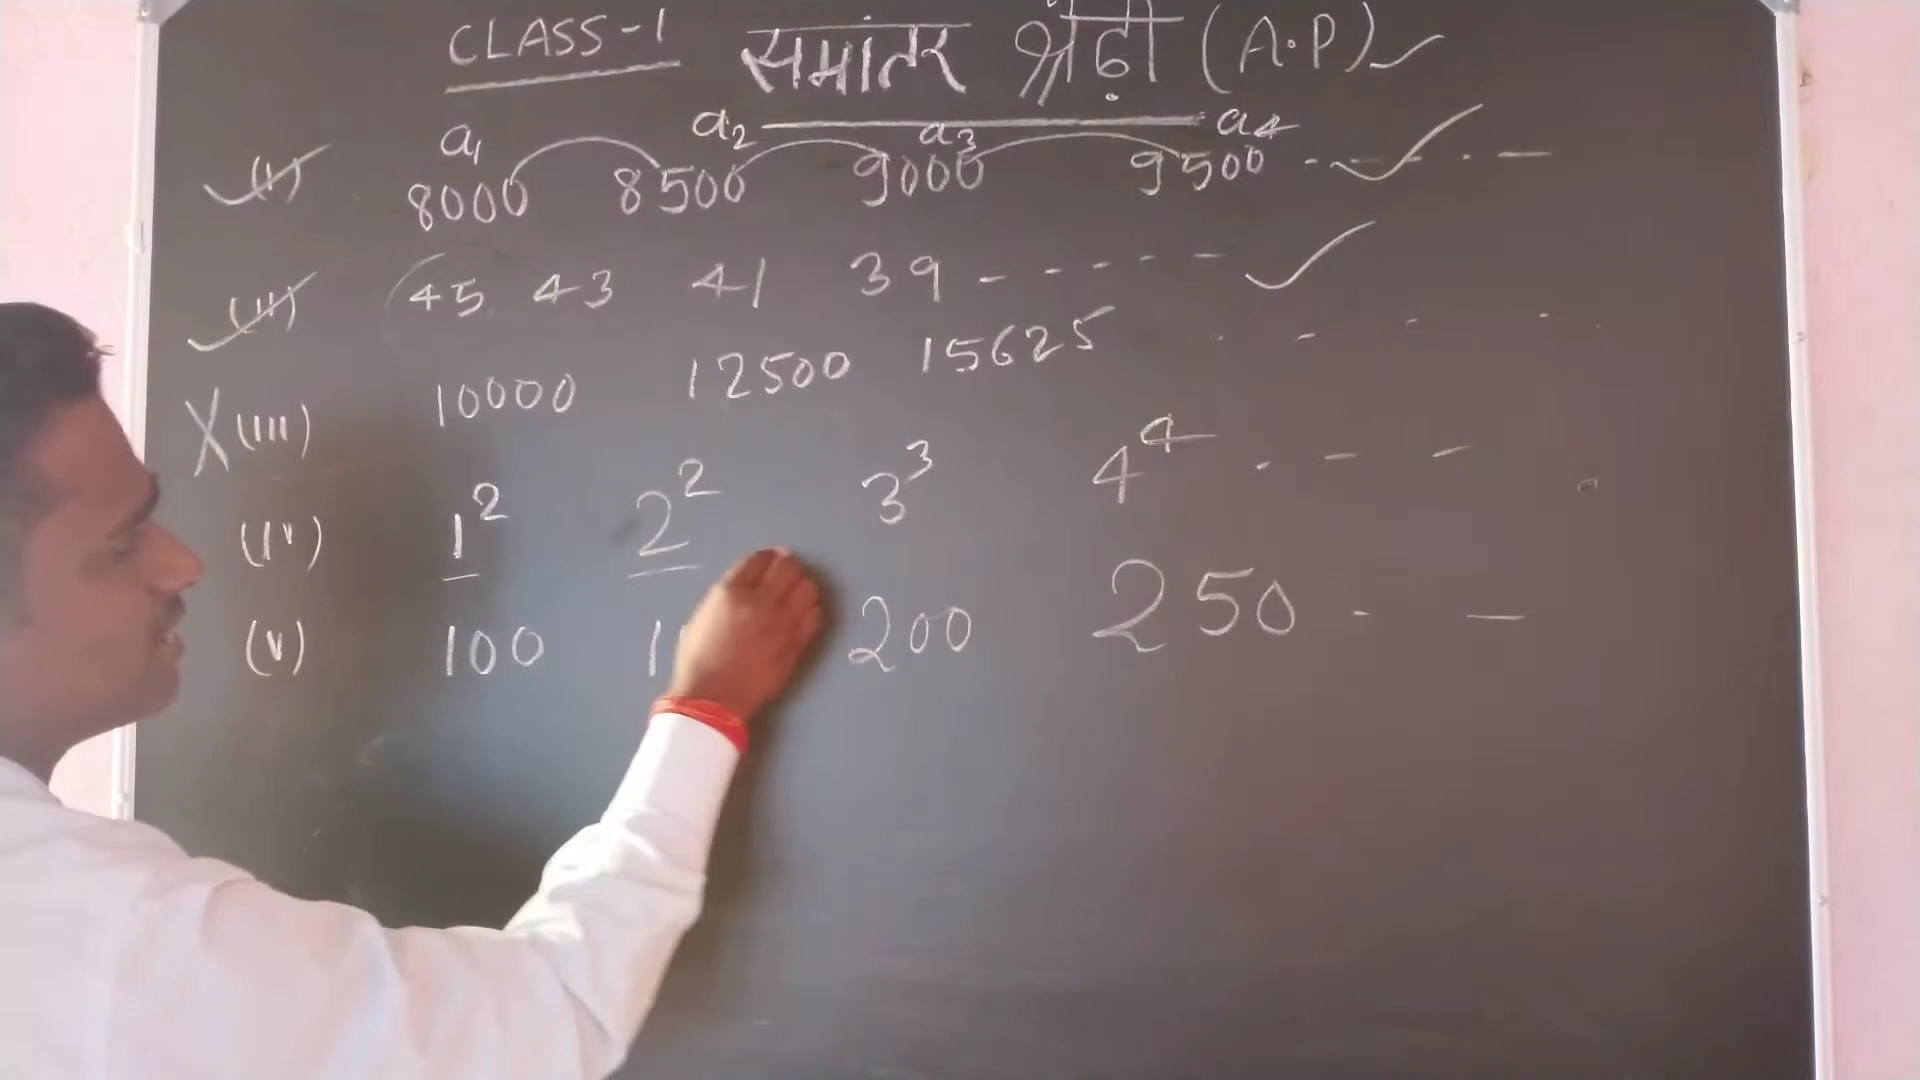 CLASS-1 समांतर श्रेढ़ी (A.P)
a₁ a₂ a₃ a₄
(I) 8000 8500 9000 9500 - - - - -
(II) 45 43 41 39 - - - - - -
X (III) 10000 12500 15625 . - . . .
(IV) 1² 2² 3³ 4⁴ . - -
(V) 100 200 250 - -